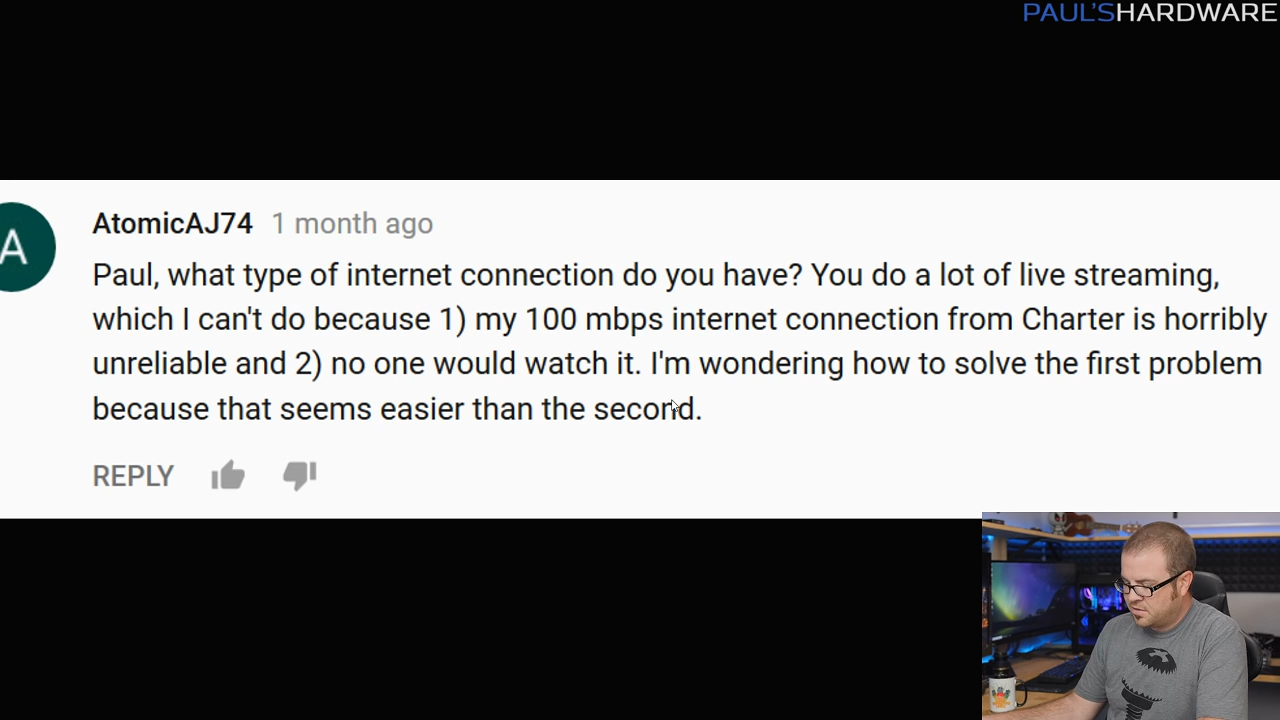 PAUL'SHARDWARE
A
AtomicAJ74 1 month ago
Paul, what type of internet connection do you have? You do a lot of live streaming,
which I can't do because 1) my 100 mbps internet connection from Charter is horribly
unreliable and 2) no one would watch it. I'm wondering how to solve the first problem
because that seems easier than the second.
REPLY